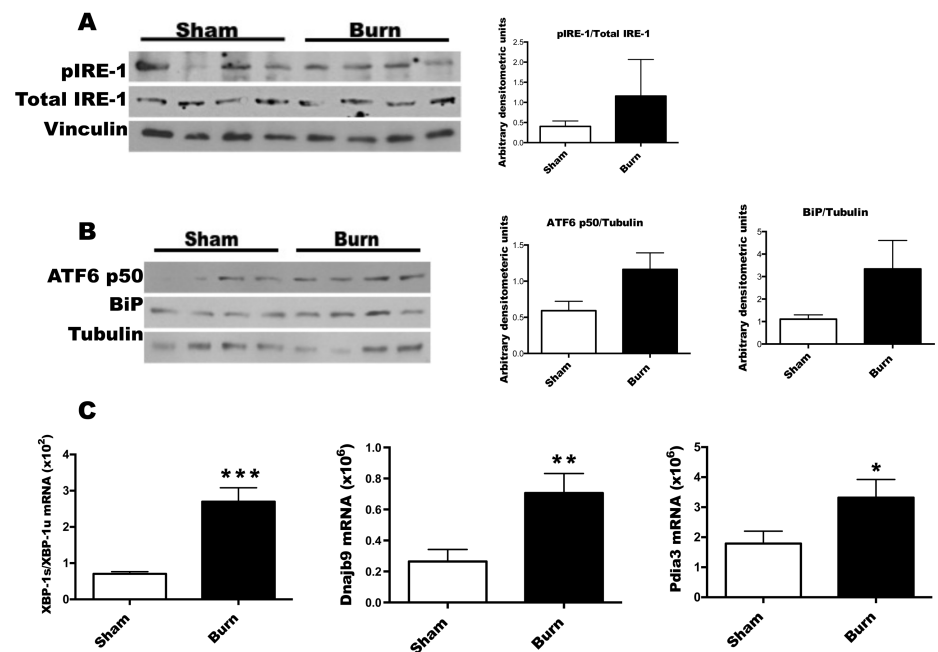 A
Sham
Burn
pIRE-1
Total IRE-1
Vinculin
pIRE-1/Total IRE-1
Arbitrary densitometric units
2.5
2.0
1.5
1.0
0.5
0.0
Sham
Burn
B
Sham
Burn
ATF6 p50
BiP
Tubulin
ATF6 p50/Tubulin
Arbitrary densitometeric units
1.5
1.0
0.5
0.0
Sham
Burn
BiP/Tubulin
Arbitrary densitometric units
5
4
3
2
1
0
Sham
Burn
C
XBP-1s/XBP-1u mRNA (x10²)
4
3
2
1
0
***
Sham
Burn
Dnajb9 mRNA (x10⁶)
1.0
0.8
0.6
0.4
0.2
0.0
**
Sham
Burn
Pdia3 mRNA (x10⁶)
5
4
3
2
1
0
*
Sham
Burn